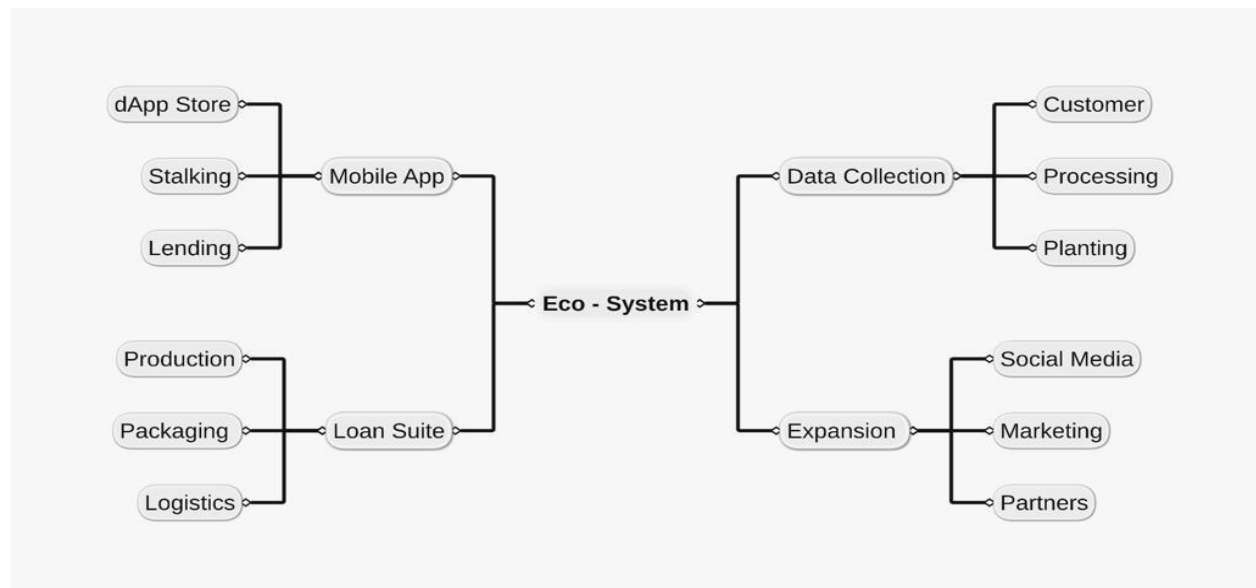 dApp Store
Stalking
Lending
Mobile App
Production
Packaging
Logistics
Loan Suite
Eco - System
Data Collection
Customer
Processing
Planting
Expansion
Social Media
Marketing
Partners